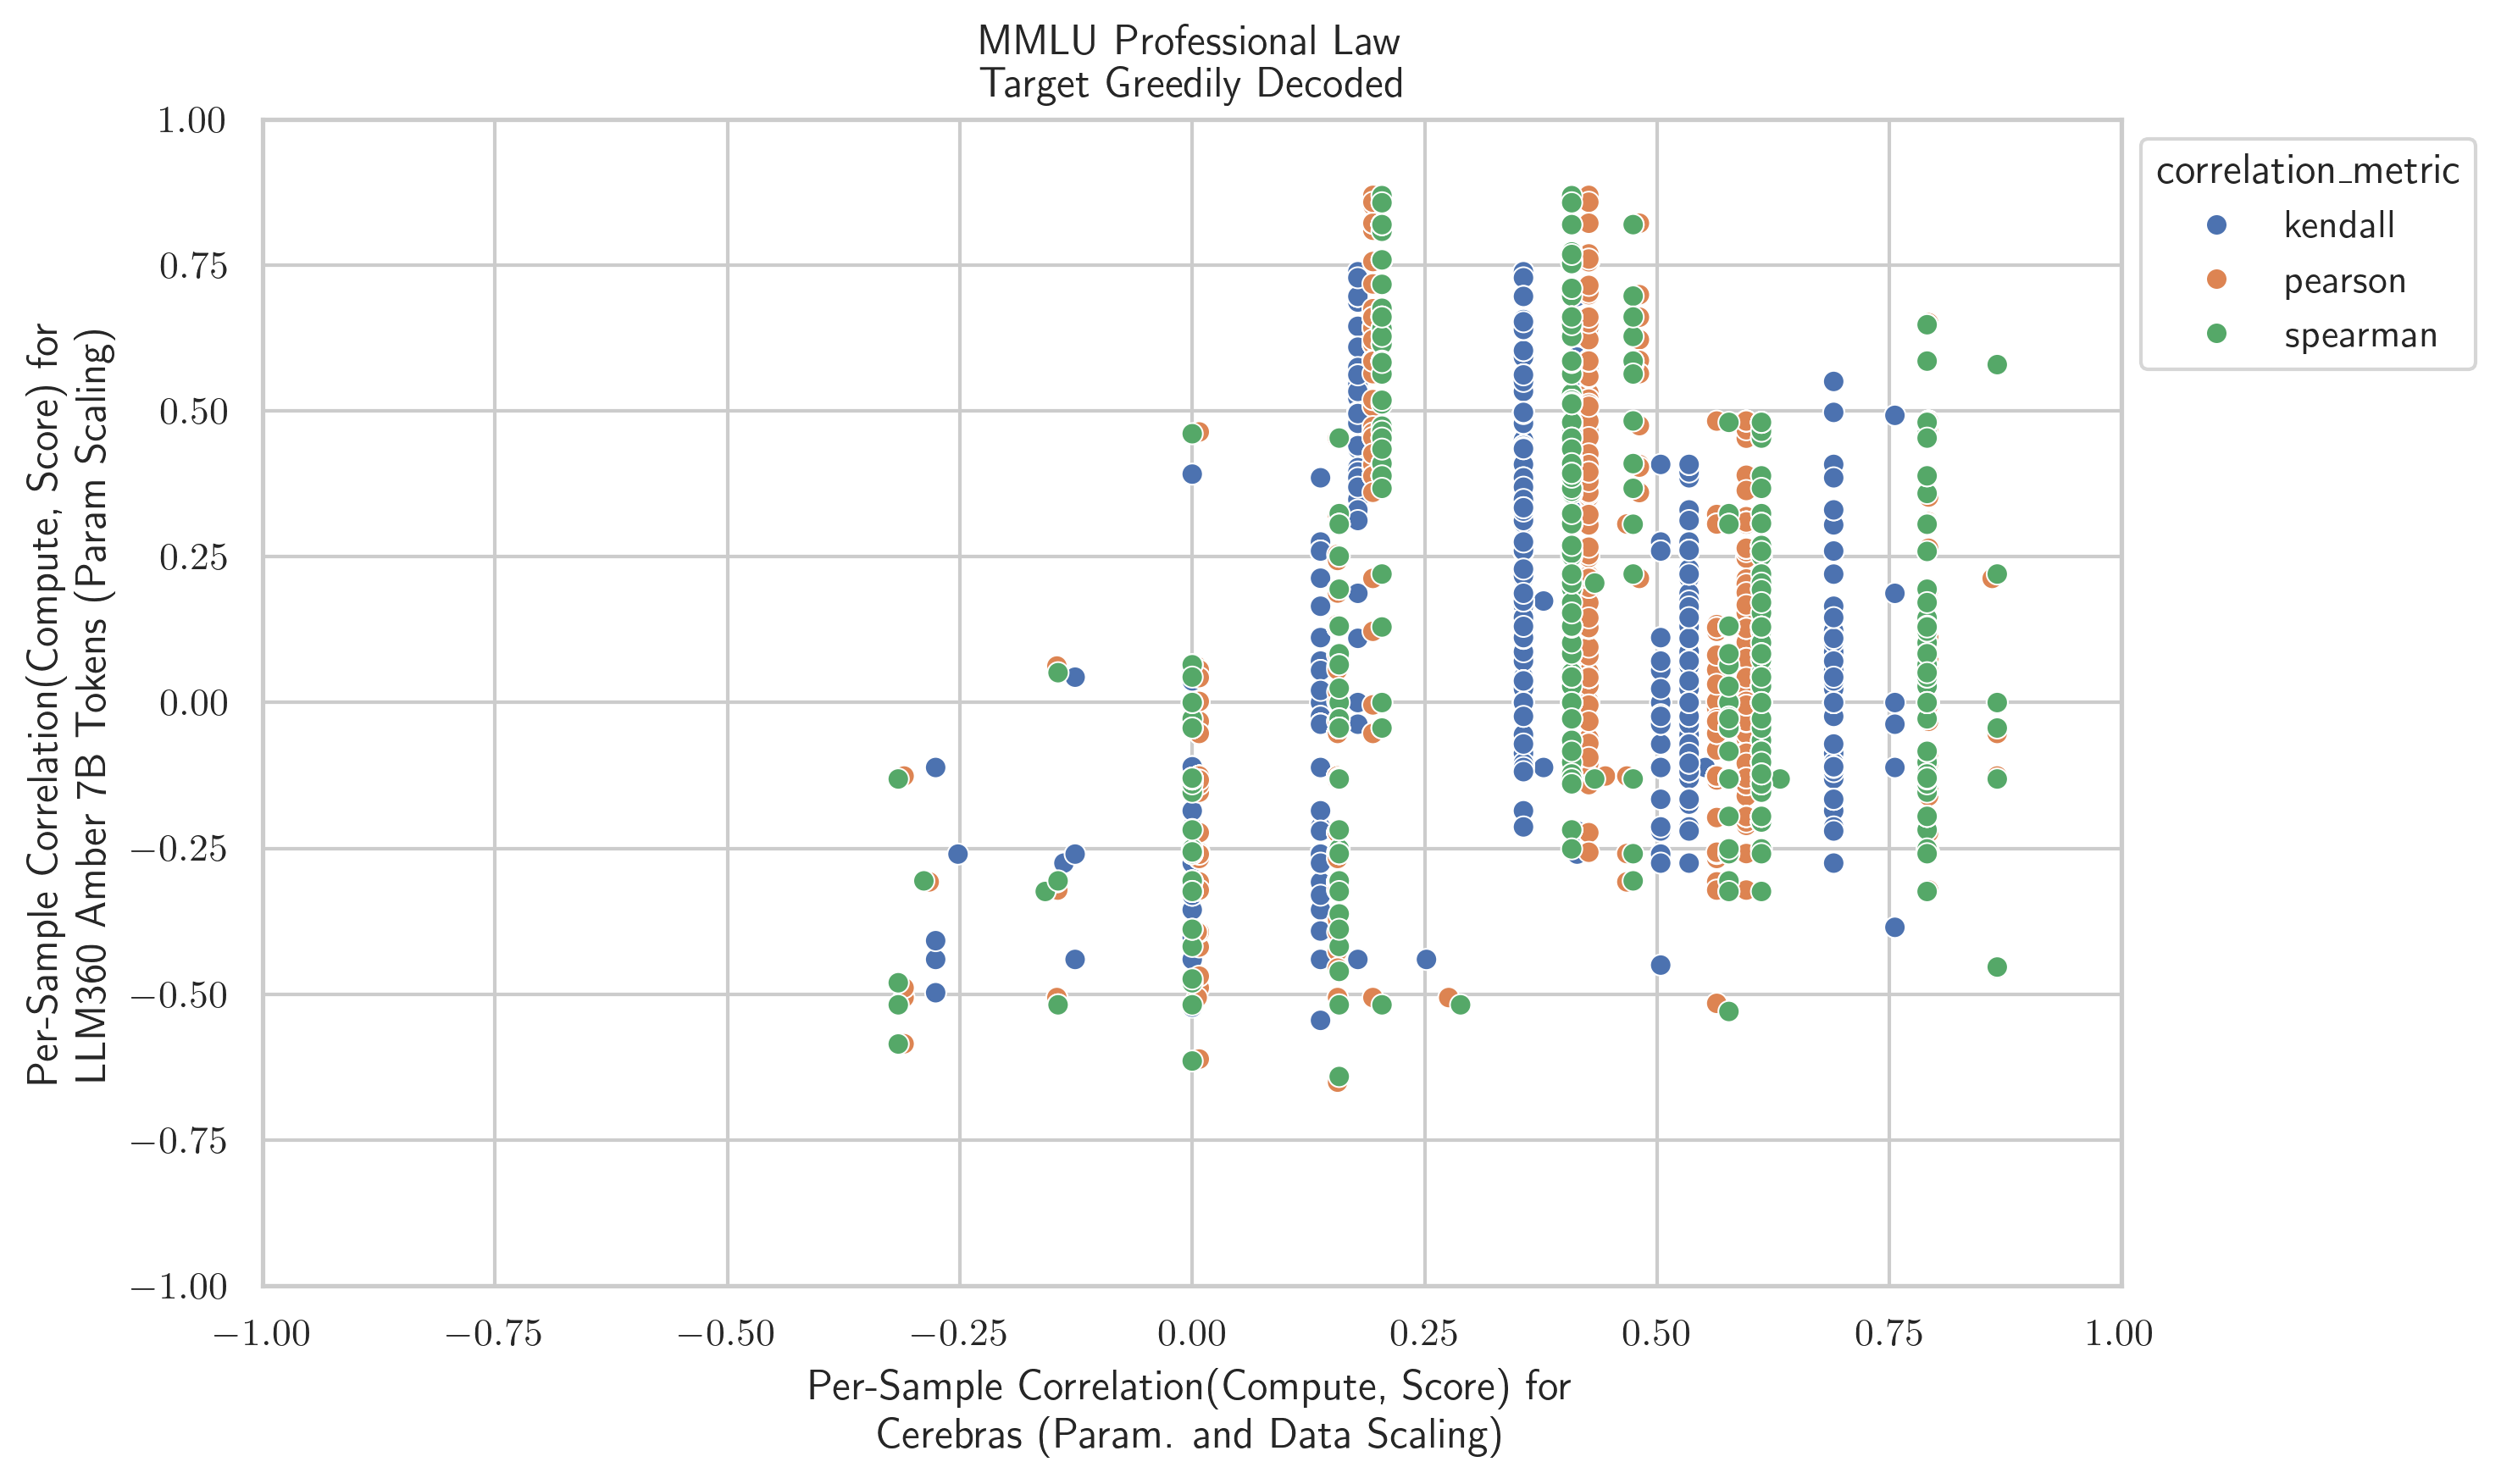 MMLU Professional Law
Target Greedily Decoded
1.00
0.75
0.50
0.25
0.00
−0.25
−0.50
−0.75
−1.00
Per-Sample Correlation(Compute, Score) for
LLM360 Amber 7B Tokens (Param Scaling)
correlation_metric
kendall
pearson
spearman
−1.00 −0.75 −0.50 −0.25 0.00 0.25 0.50 0.75 1.00
Per-Sample Correlation(Compute, Score) for
Cerebras (Param. and Data Scaling)